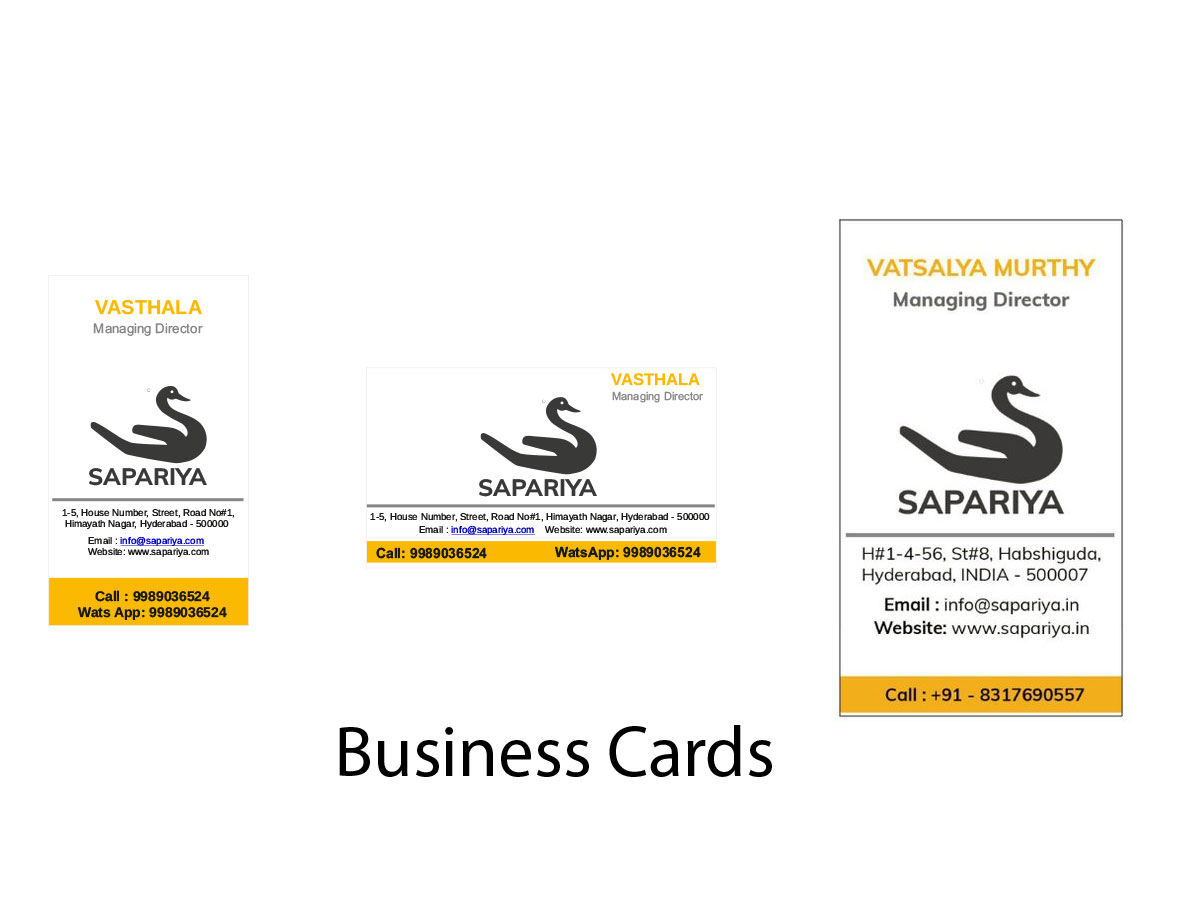 VASTHALA
Managing Director
SAPARIYA
1-5, House Number, Street, Road No#1,
Himayath Nagar, Hyderabad - 500000
Email : info@sapariya.com
Website: www.sapariya.com
Call : 9989036524
Wats App: 9989036524
VASTHALA
Managing Director
SAPARIYA
1-5, House Number, Street, Road No#1, Himayath Nagar, Hyderabad - 500000
Email : info@sapariya.com Website: www.sapariya.com
Call: 9989036524 WatsApp: 9989036524
VATSALYA MURTHY
Managing Director
SAPARIYA
H#1-4-56, St#8, Habshiguda,
Hyderabad, INDIA - 500007
Email : info@sapariya.in
Website: www.sapariya.in
Call : +91 - 8317690557
Business Cards